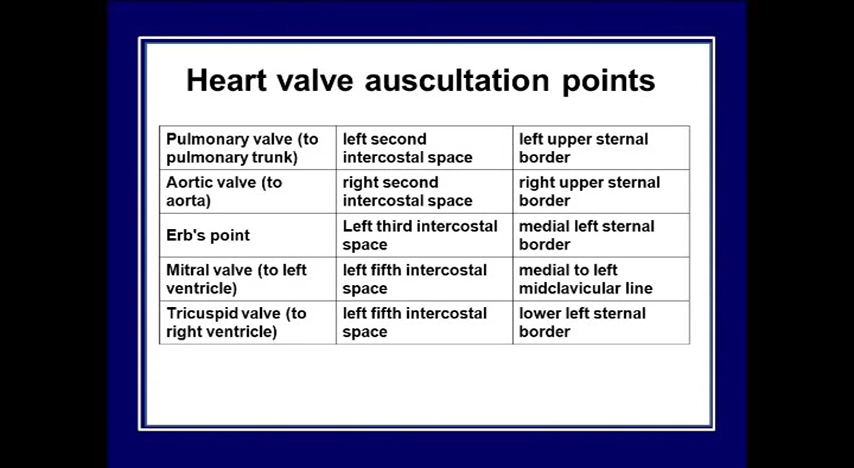 Heart valve auscultation points
Pulmonary valve (to
pulmonary trunk)
left second
intercostal space
left upper sternal
border
Aortic valve (to
aorta)
right second
intercostal space
right upper sternal
border
Erb's point
Left third intercostal
space
medial left sternal
border
Mitral valve (to left
ventricle)
left fifth intercostal
space
medial to left
midclavicular line
Tricuspid valve (to
right ventricle)
left fifth intercostal
space
lower left sternal
border